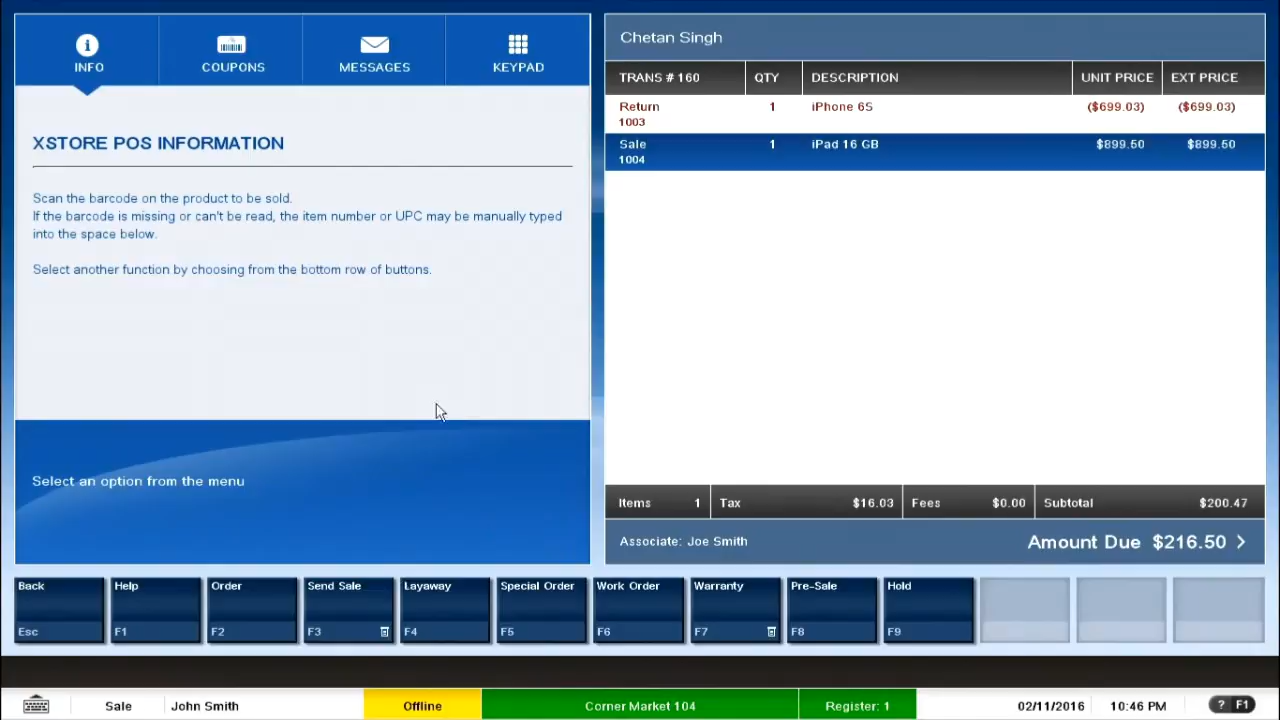 INFO COUPONS MESSAGES KEYPAD
XSTORE POS INFORMATION
Scan the barcode on the product to be sold.
If the barcode is missing or can't be read, the item number or UPC may be manually typed
into the space below.
Select another function by choosing from the bottom row of buttons.
Select an option from the menu
Chetan Singh
TRANS # 160 QTY DESCRIPTION UNIT PRICE EXT PRICE
Return 1 iPhone 6S ($699.03) ($699.03)
1003
Sale 1 iPad 16 GB $899.50 $899.50
1004
Items 1 Tax $16.03 Fees $0.00 Subtotal $200.47
Associate: Joe Smith Amount Due $216.50 >
Back Help Order Send Sale Layaway Special Order Work Order Warranty Pre-Sale Hold
Esc F1 F2 F3 F4 F5 F6 F7 F8 F9
Sale John Smith Offline Corner Market 104 Register: 1 02/11/2016 10:46 PM ? F1